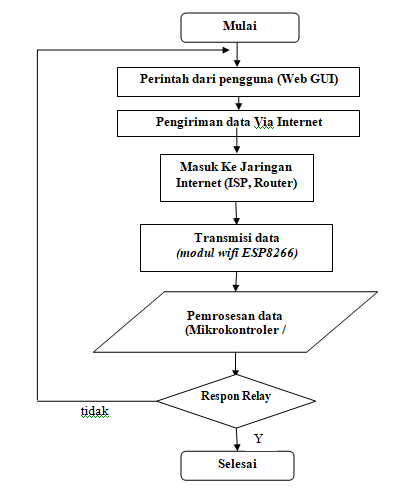 Mulai
Perintah dari pengguna (Web GUI)
Pengiriman data Via Internet
Masuk Ke Jaringan
Internet (ISP, Router)
Transmisi data
(modul wifi ESP8266)
Pemrosesan data
(Mikrokontroler /
Respon Relay
tidak
Y
Selesai